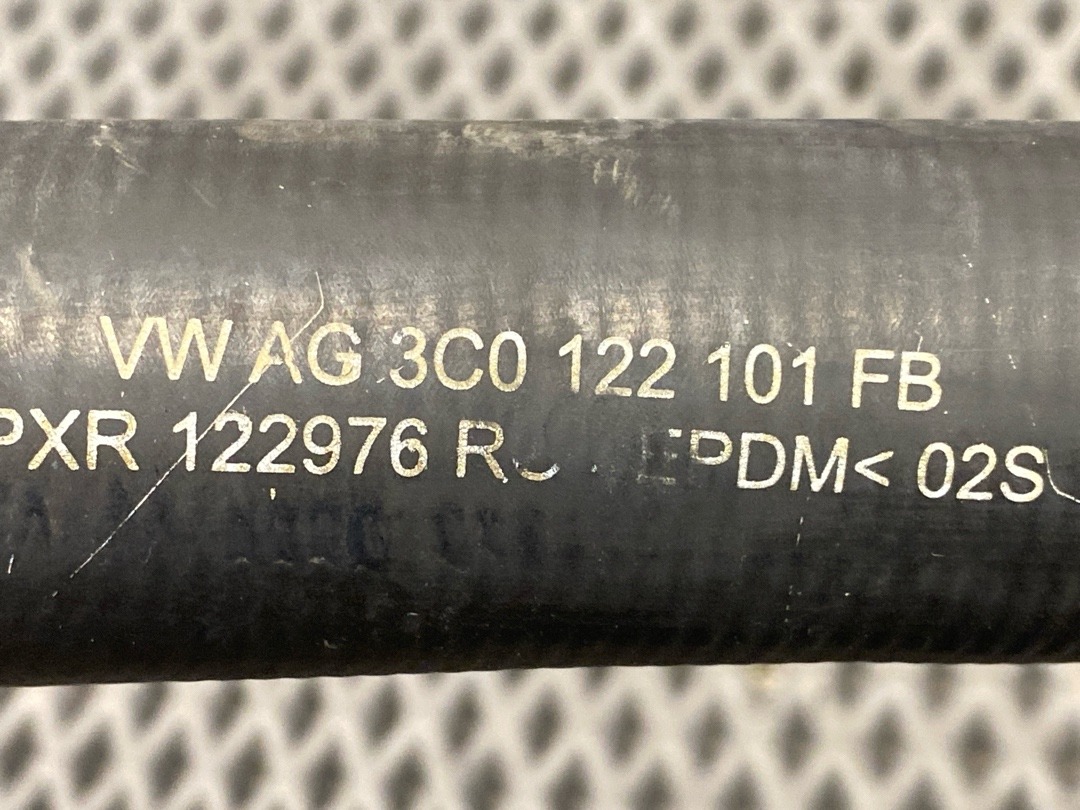 VW AG 3C0 122 101 FB
PXR 122976 EPDM< 02S